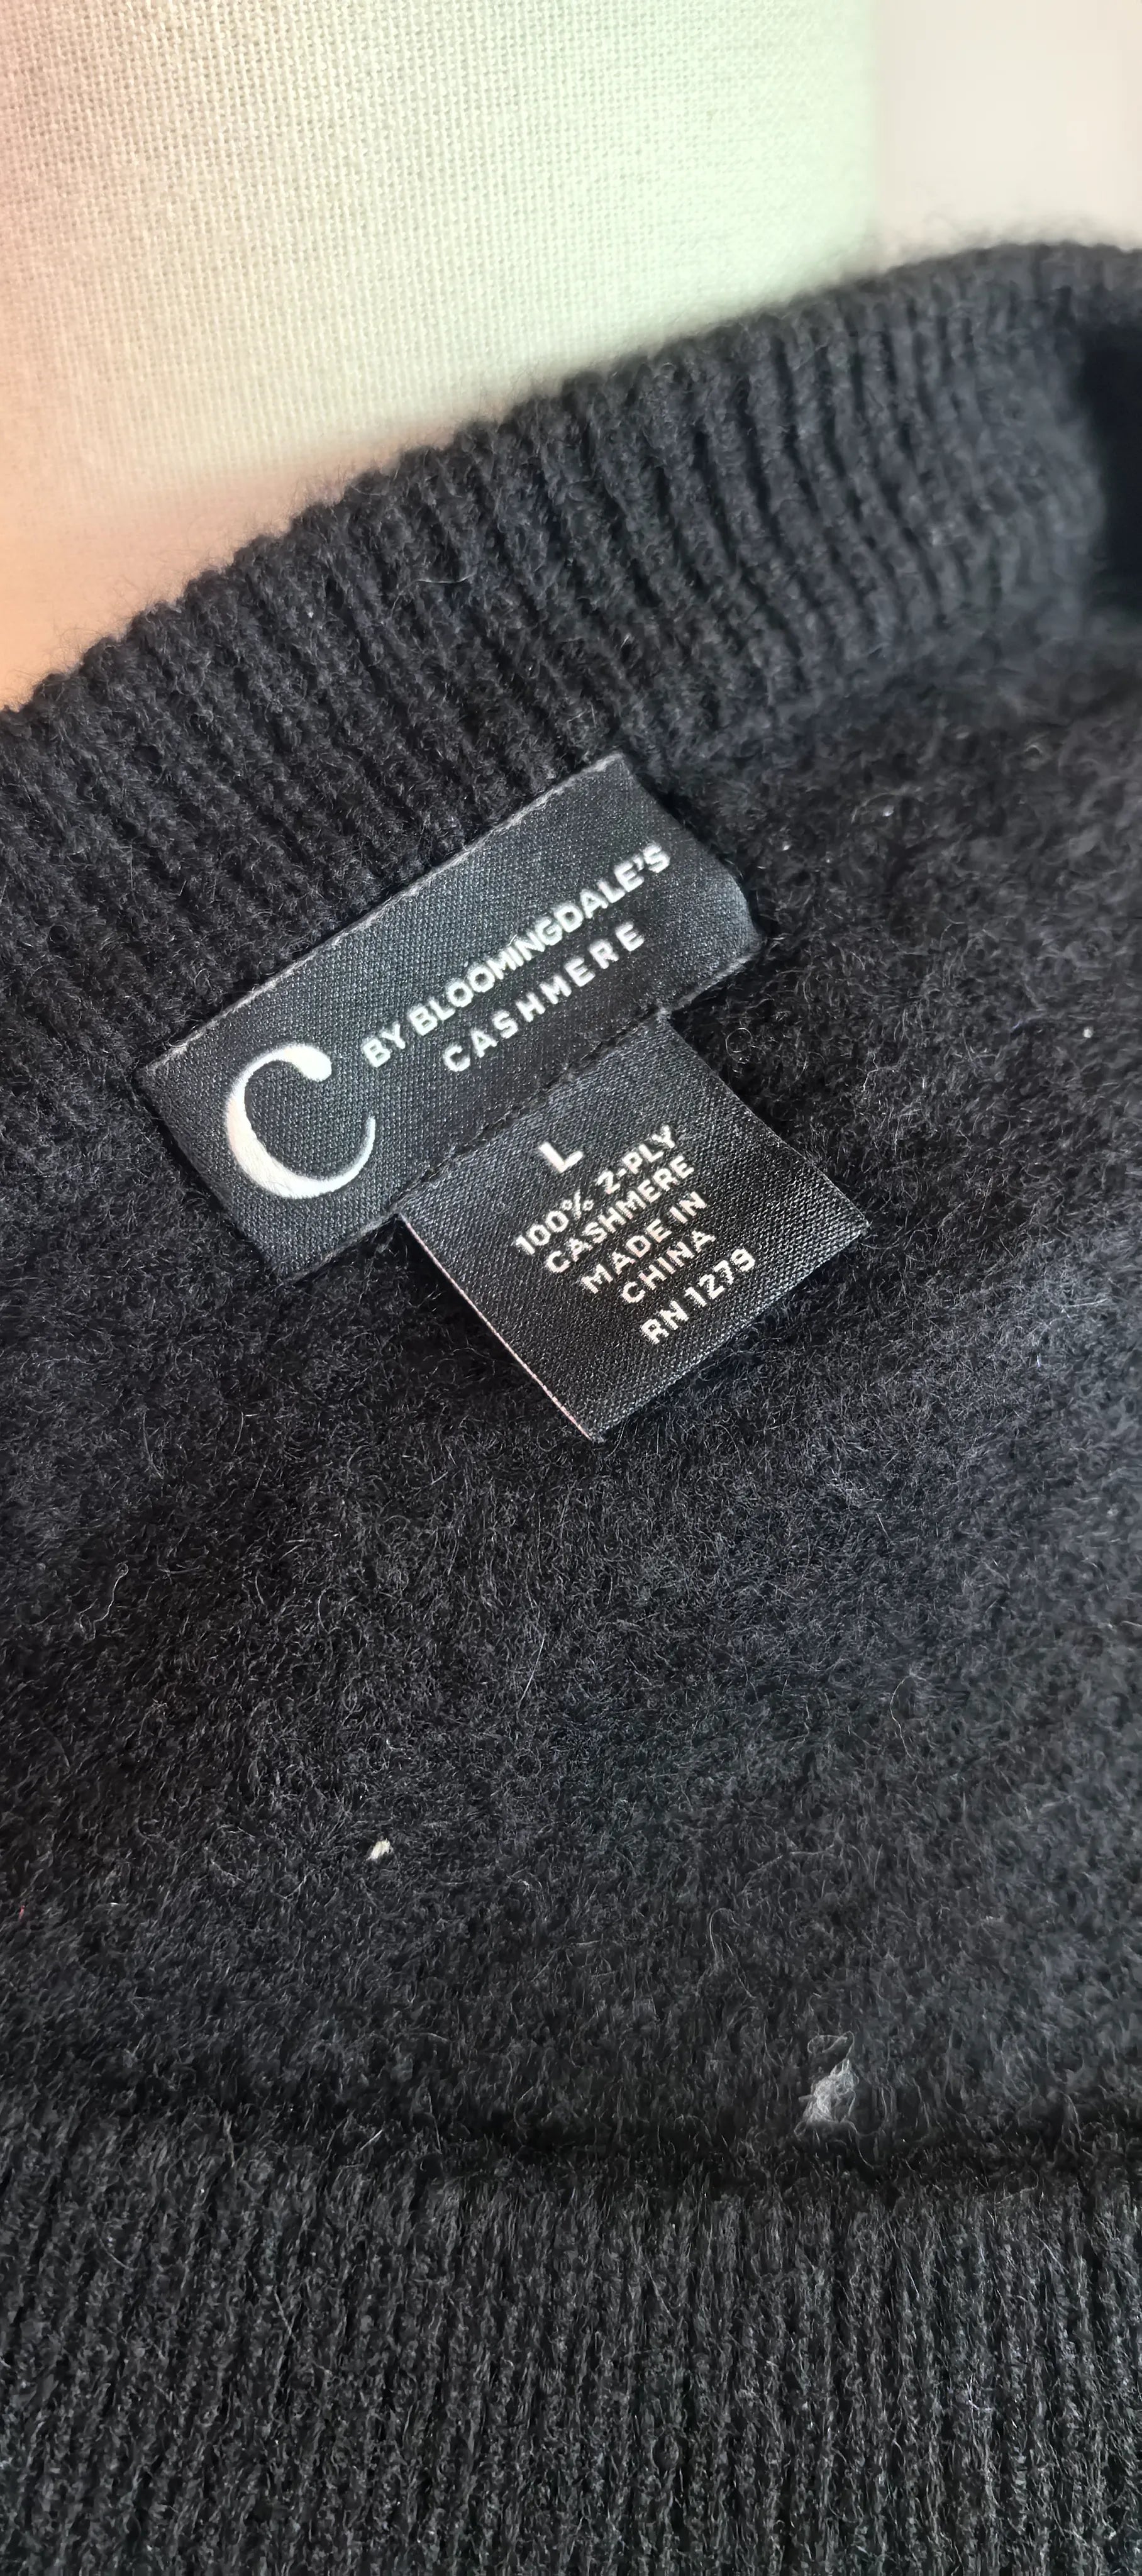 C BY BLOOMINGDALE'S
CASHMERE
L
100% 2-PLY
CASHMERE
MADE IN
CHINA
RN 1279